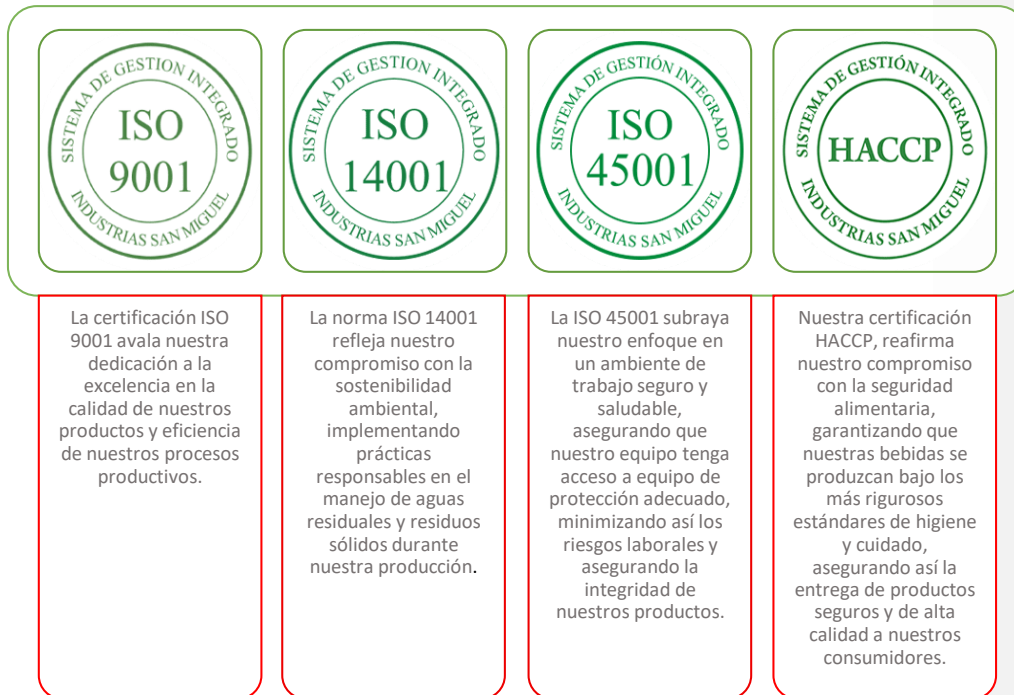 SISTEMA DE GESTION INTEGRADO
ISO
9001
INDUSTRIAS SAN MIGUEL
SISTEMA DE GESTION INTEGRADO
ISO
14001
INDUSTRIAS SAN MIGUEL
SISTEMA DE GESTIÓN INTEGRADO
ISO
45001
INDUSTRIAS SAN MIGUEL
SISTEMA DE GESTIÓN INTEGRADO
HACCP
INDUSTRIAS SAN MIGUEL
La certificación ISO
9001 avala nuestra
dedicación a la
excelencia en la
calidad de nuestros
productos y eficiencia
de nuestros procesos
productivos.
La norma ISO 14001
refleja nuestro
compromiso con la
sostenibilidad
ambiental,
implementando
prácticas
responsables en el
manejo de aguas
residuales y residuos
sólidos durante
nuestra producción.
La ISO 45001 subraya
nuestro enfoque en
un ambiente de
trabajo seguro y
saludable,
asegurando que
nuestro equipo tenga
acceso a equipo de
protección adecuado,
minimizando así los
riesgos laborales y
asegurando la
integridad de
nuestros productos.
Nuestra certificación
HACCP, reafirma
nuestro compromiso
con la seguridad
alimentaria,
garantizando que
nuestras bebidas se
produzcan bajo los
más rigurosos
estándares de higiene
y cuidado,
asegurando así la
entrega de productos
seguros y de alta
calidad a nuestros
consumidores.